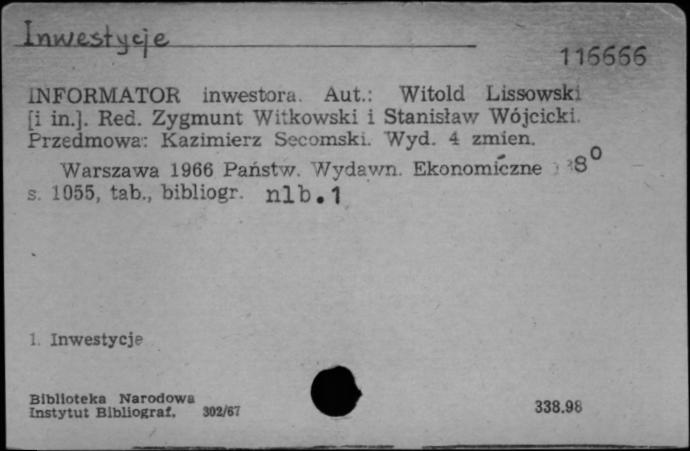 Inwestycje
116666
INFORMATOR inwestora. Aut.: Witold Lissowski
[i in.]. Red. Zygmunt Witkowski i Stanisław Wójcicki.
Przedmowa: Kazimierz Secomski. Wyd. 4 zmien.
Warszawa 1966 Państw. Wydawn. Ekonomiczne 8°
s. 1055, tab., bibliogr. nlb. 1
1. Inwestycje
Biblioteka Narodowa
Instytut Bibliograf. 302/67
338.98